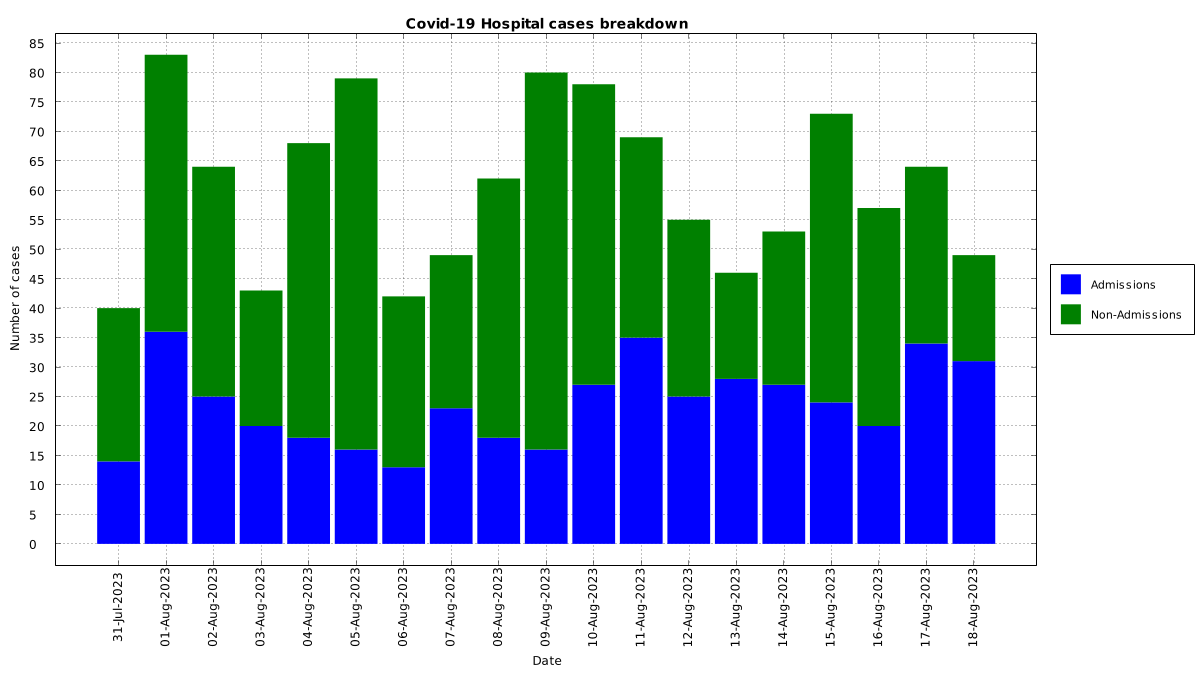 Covid-19 Hospital cases breakdown
85
80
75
70
65
60
55
50
45
40
35
30
25
20
15
10
5
0
Number of cases
31-Jul-2023
01-Aug-2023
02-Aug-2023
03-Aug-2023
04-Aug-2023
05-Aug-2023
06-Aug-2023
07-Aug-2023
08-Aug-2023
09-Aug-2023
10-Aug-2023
11-Aug-2023
12-Aug-2023
13-Aug-2023
14-Aug-2023
15-Aug-2023
16-Aug-2023
17-Aug-2023
18-Aug-2023
Date
Admissions
Non-Admissions